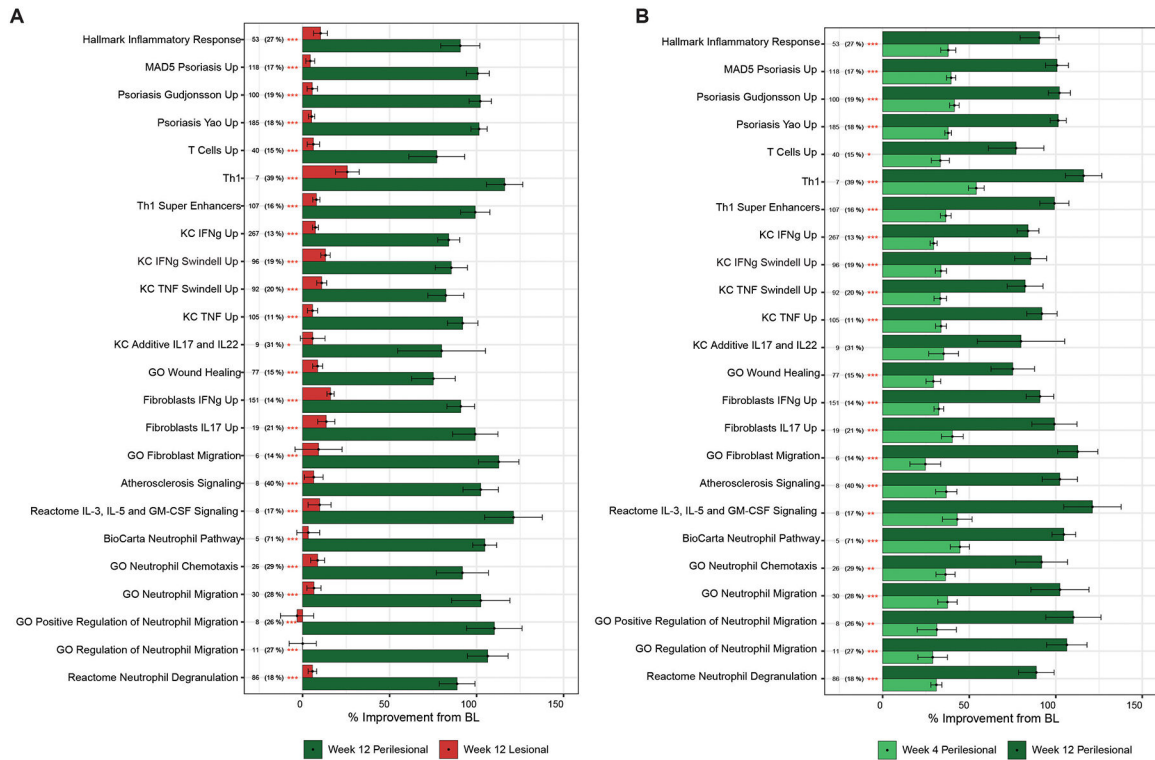 A
Hallmark Inflammatory Response 53 (27 %) ***
MAD5 Psoriasis Up 118 (17 %) ***
Psoriasis Gudjonsson Up 100 (19 %) ***
Psoriasis Yao Up 185 (18 %) ***
T Cells Up 40 (15 %) ***
Th1 7 (39 %) ***
Th1 Super Enhancers 107 (16 %) ***
KC IFNg Up 267 (13 %) ***
KC IFNg Swindell Up 96 (19 %) ***
KC TNF Swindell Up 92 (20 %) ***
KC TNF Up 105 (11 %) ***
KC Additive IL17 and IL22 9 (31 %) *
GO Wound Healing 77 (15 %) ***
Fibroblasts IFNg Up 151 (14 %) ***
Fibroblasts IL17 Up 19 (21 %) ***
GO Fibroblast Migration 6 (14 %) ***
Atherosclerosis Signaling 8 (40 %) ***
Reactome IL-3, IL-5 and GM-CSF Signaling 8 (17 %) ***
BioCarta Neutrophil Pathway 5 (71 %) ***
GO Neutrophil Chemotaxis 26 (29 %) ***
GO Neutrophil Migration 30 (28 %) ***
GO Positive Regulation of Neutrophil Migration 8 (26 %) ***
GO Regulation of Neutrophil Migration 11 (27 %) ***
Reactome Neutrophil Degranulation 86 (18 %) ***
0 50 100 150
% Improvement from BL
Week 12 Perilesional Week 12 Lesional
B
Hallmark Inflammatory Response 53 (27 %) ***
MAD5 Psoriasis Up 118 (17 %) ***
Psoriasis Gudjonsson Up 100 (19 %) ***
Psoriasis Yao Up 185 (18 %) ***
T Cells Up 40 (15 %) *
Th1 7 (39 %) ***
Th1 Super Enhancers 107 (16 %) ***
KC IFNg Up 267 (13 %) ***
KC IFNg Swindell Up 96 (19 %) ***
KC TNF Swindell Up 92 (20 %) ***
KC TNF Up 105 (11 %) ***
KC Additive IL17 and IL22 9 (31 %)
GO Wound Healing 77 (15 %) ***
Fibroblasts IFNg Up 151 (14 %) ***
Fibroblasts IL17 Up 19 (21 %) ***
GO Fibroblast Migration 6 (14 %) ***
Atherosclerosis Signaling 8 (40 %) ***
Reactome IL-3, IL-5 and GM-CSF Signaling 8 (17 %) **
BioCarta Neutrophil Pathway 5 (71 %) ***
GO Neutrophil Chemotaxis 26 (29 %) **
GO Neutrophil Migration 30 (28 %) ***
GO Positive Regulation of Neutrophil Migration 8 (26 %) **
GO Regulation of Neutrophil Migration 11 (27 %) ***
Reactome Neutrophil Degranulation 86 (18 %) ***
0 50 100 150
% Improvement from BL
Week 4 Perilesional Week 12 Perilesional